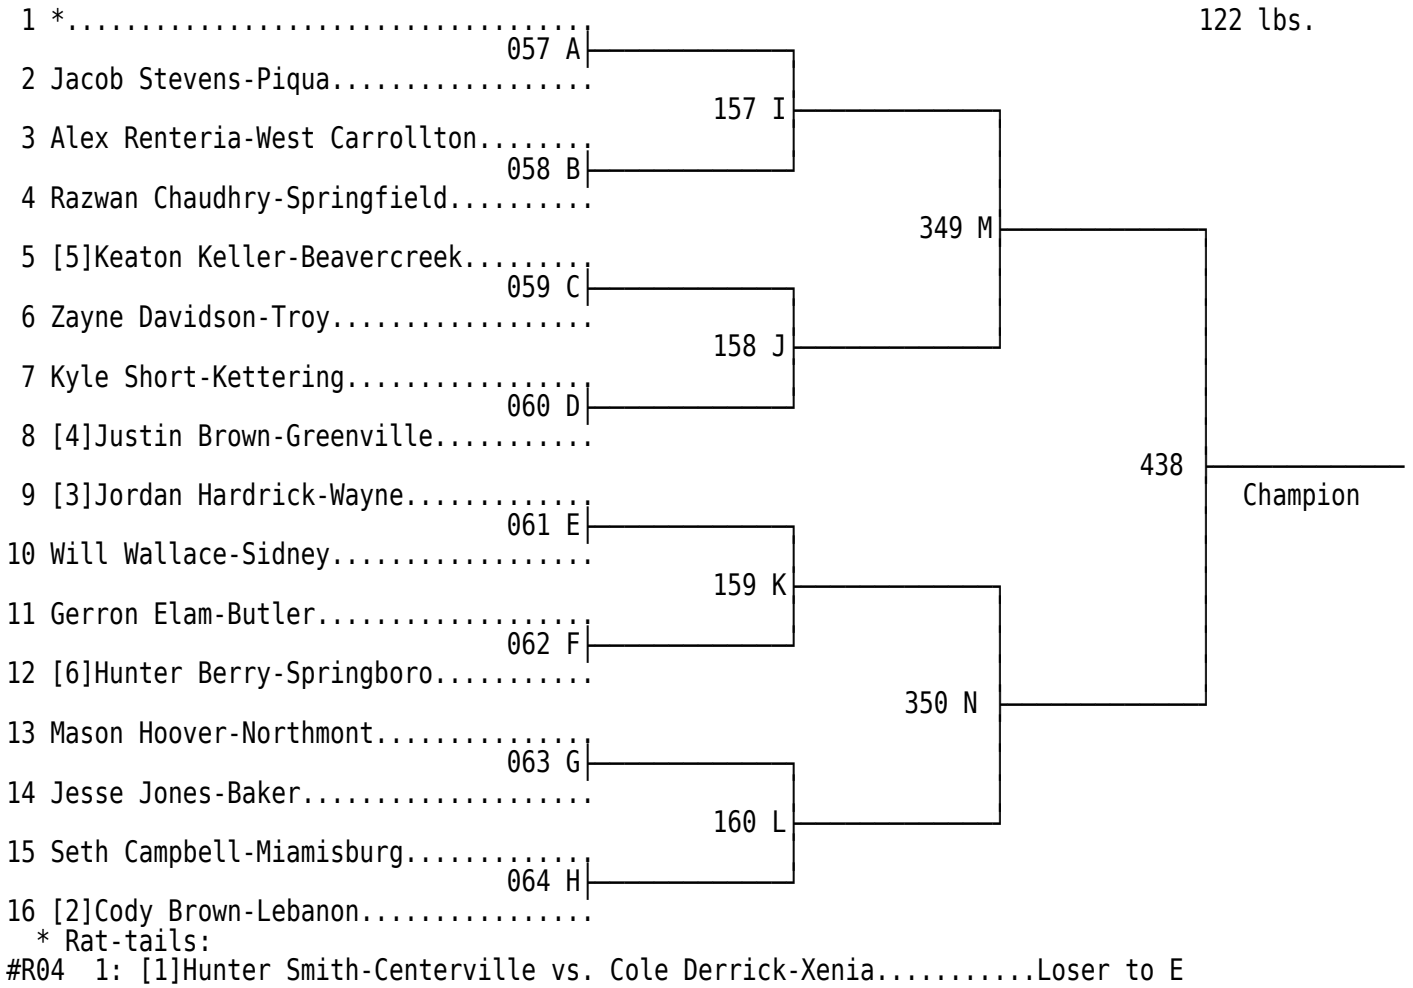 1 *.................................... 122 lbs.
057 A
2 Jacob Stevens-Piqua..................
157 I
3 Alex Renteria-West Carrollton........
058 B
4 Razwan Chaudhry-Springfield..........
349 M
5 [5]Keaton Keller-Beavercreek.........
059 C
6 Zayne Davidson-Troy..................
158 J
7 Kyle Short-Kettering.................
060 D
8 [4]Justin Brown-Greenville...........
438
9 [3]Jordan Hardrick-Wayne............. Champion
061 E
10 Will Wallace-Sidney..................
159 K
11 Gerron Elam-Butler...................
062 F
12 [6]Hunter Berry-Springboro...........
350 N
13 Mason Hoover-Northmont...............
063 G
14 Jesse Jones-Baker....................
160 L
15 Seth Campbell-Miamisburg.............
064 H
16 [2]Cody Brown-Lebanon................
* Rat-tails:
#R04 1: [1]Hunter Smith-Centerville vs. Cole Derrick-Xenia...........Loser to E